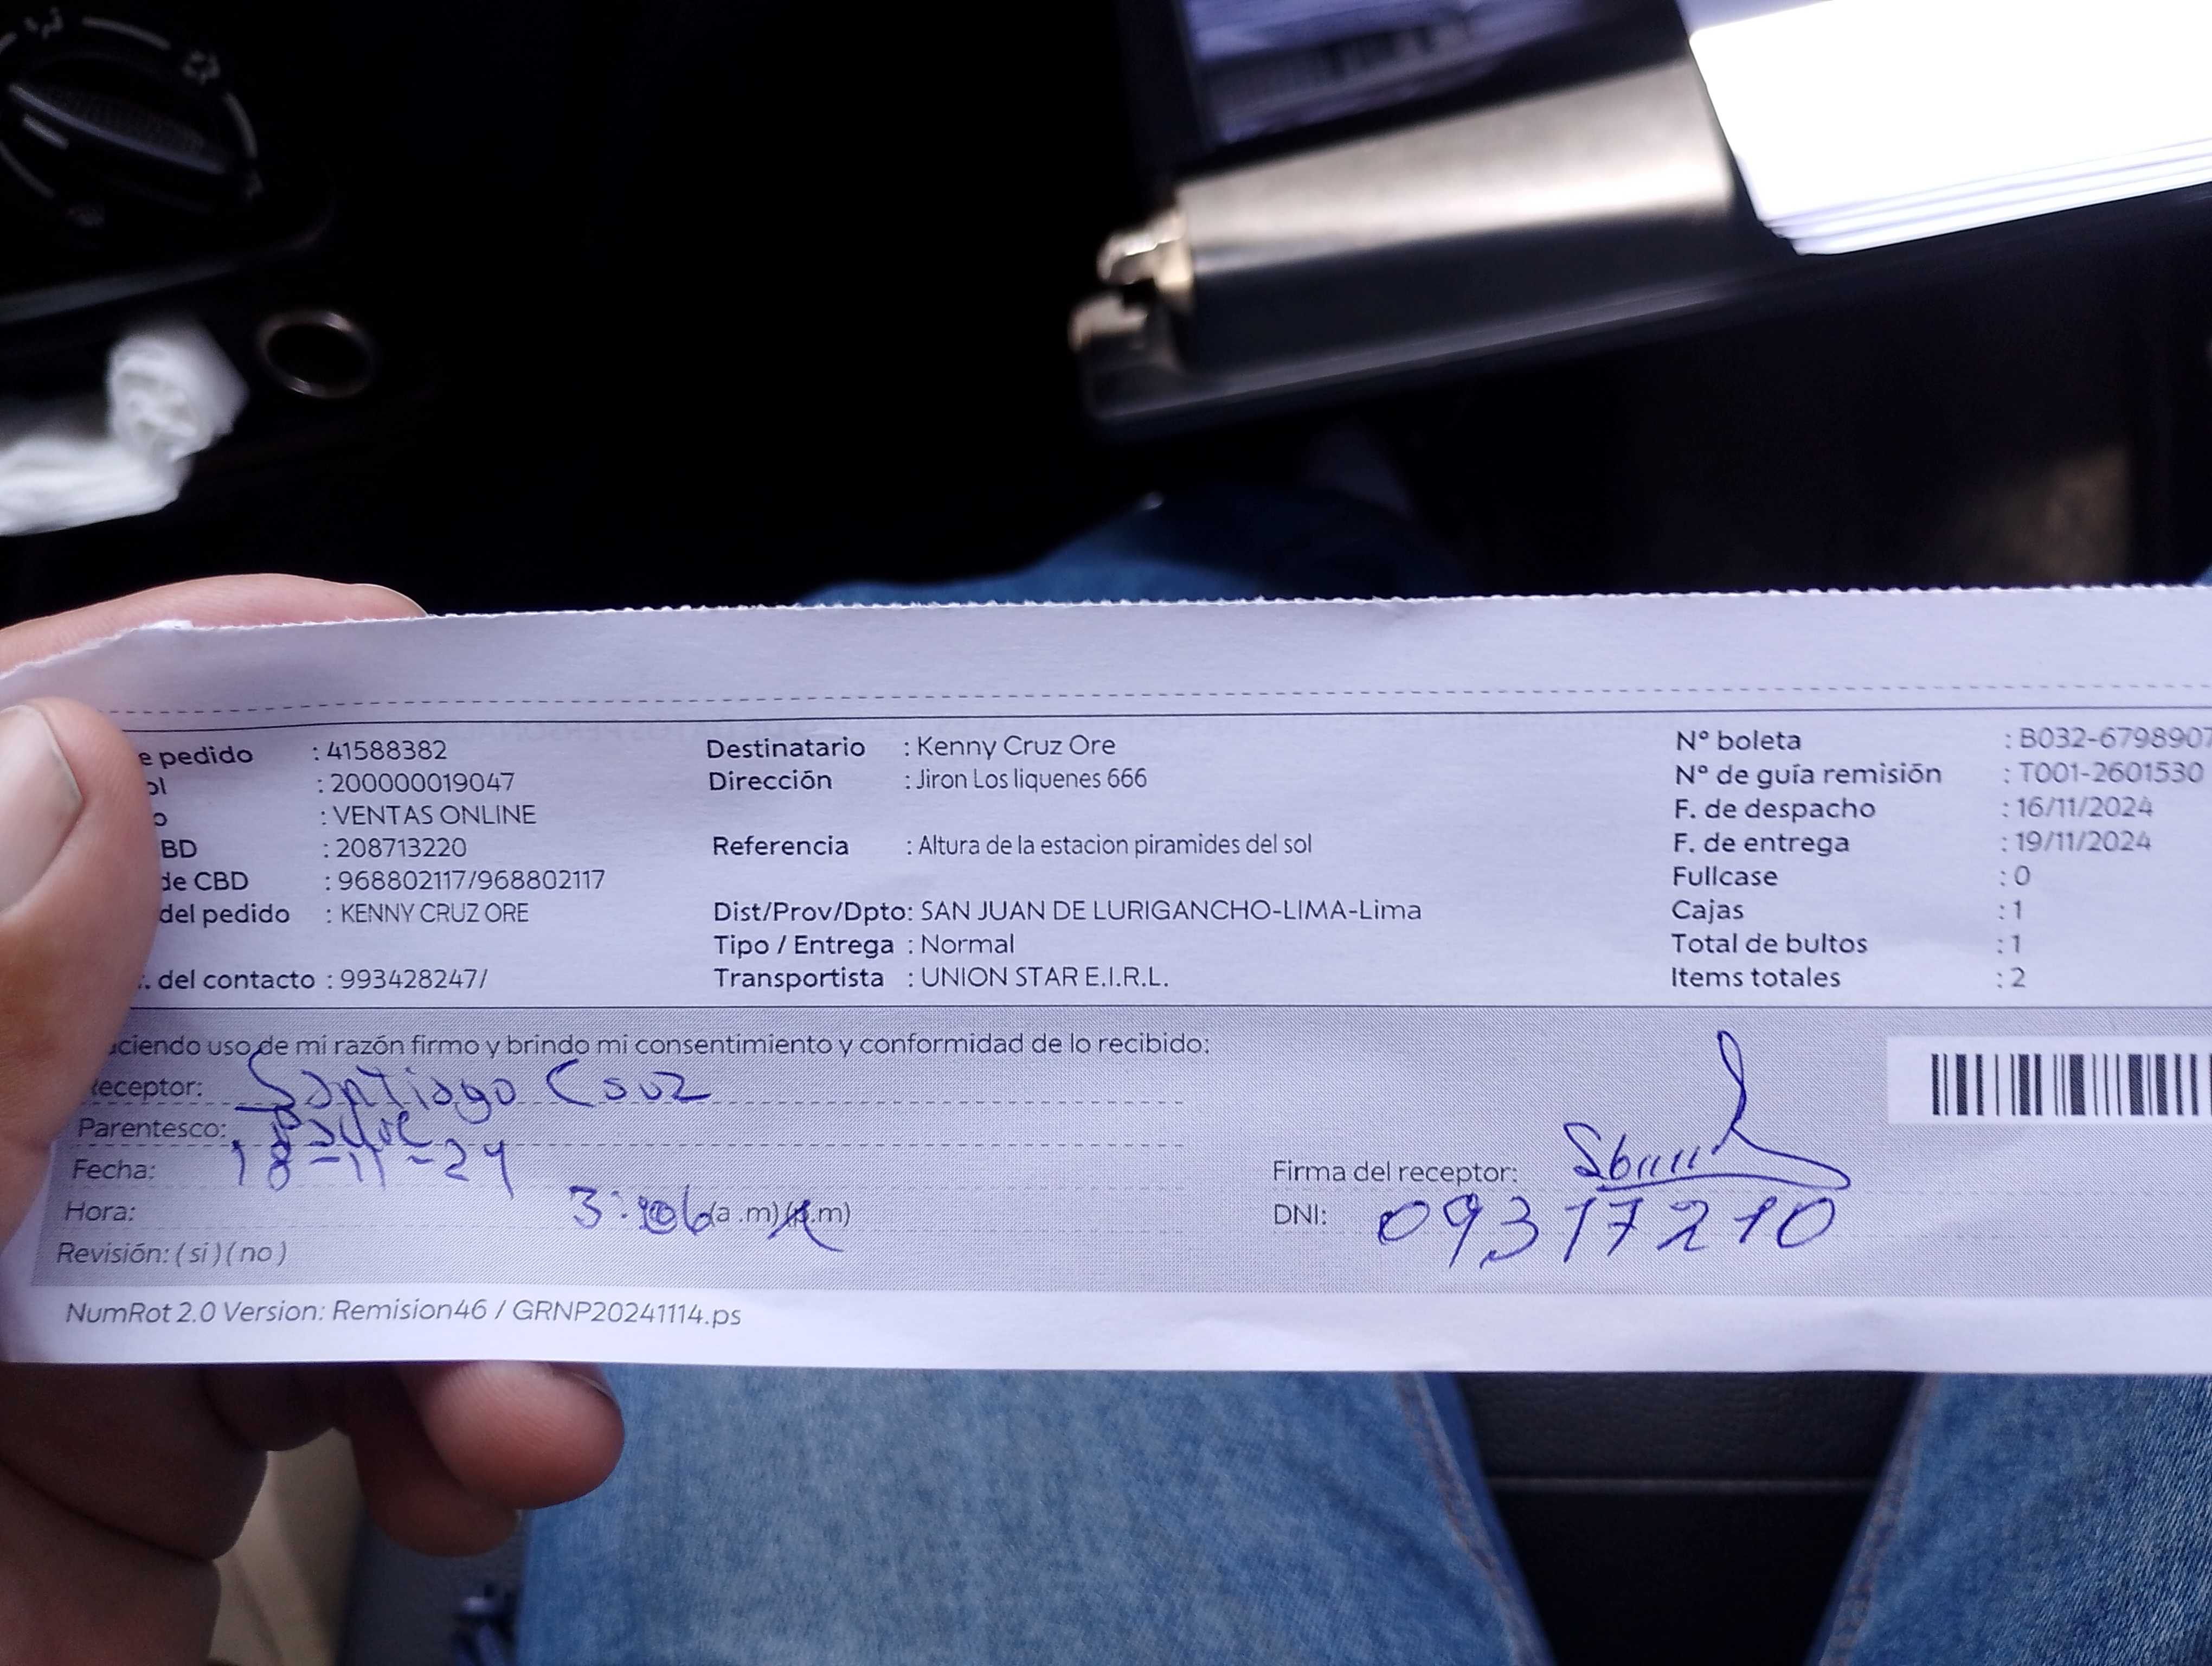 e pedido : 41588382
ol : 200000019047
o : VENTAS ONLINE
BD : 208713220
de CBD : 968802117/968802117
del pedido : KENNY CRUZ ORE
. del contacto : 993428247/
Destinatario : Kenny Cruz Ore
Dirección : Jiron Los liquenes 666
Referencia : Altura de la estacion piramides del sol
Dist/Prov/Dpto: SAN JUAN DE LURIGANCHO-LIMA-Lima
Tipo / Entrega : Normal
Transportista : UNION STAR E.I.R.L.
N° boleta : B032-6798907
N° de guía remisión : T001-2601530
F. de despacho : 16/11/2024
F. de entrega : 19/11/2024
Fullcase : 0
Cajas : 1
Total de bultos : 1
Items totales : 2
ciendo uso de mi razón firmo y brindo mi consentimiento y conformidad de lo recibido:
eceptor: Santiago Cruz
Parentesco: Padre
Fecha: 18-11-24
Hora: 3: (a .m) (p.m)
Revisión: ( si ) ( no )
Firma del receptor:
DNI: 09317210
NumRot 2.0 Version: Remision46 / GRNP20241114.ps